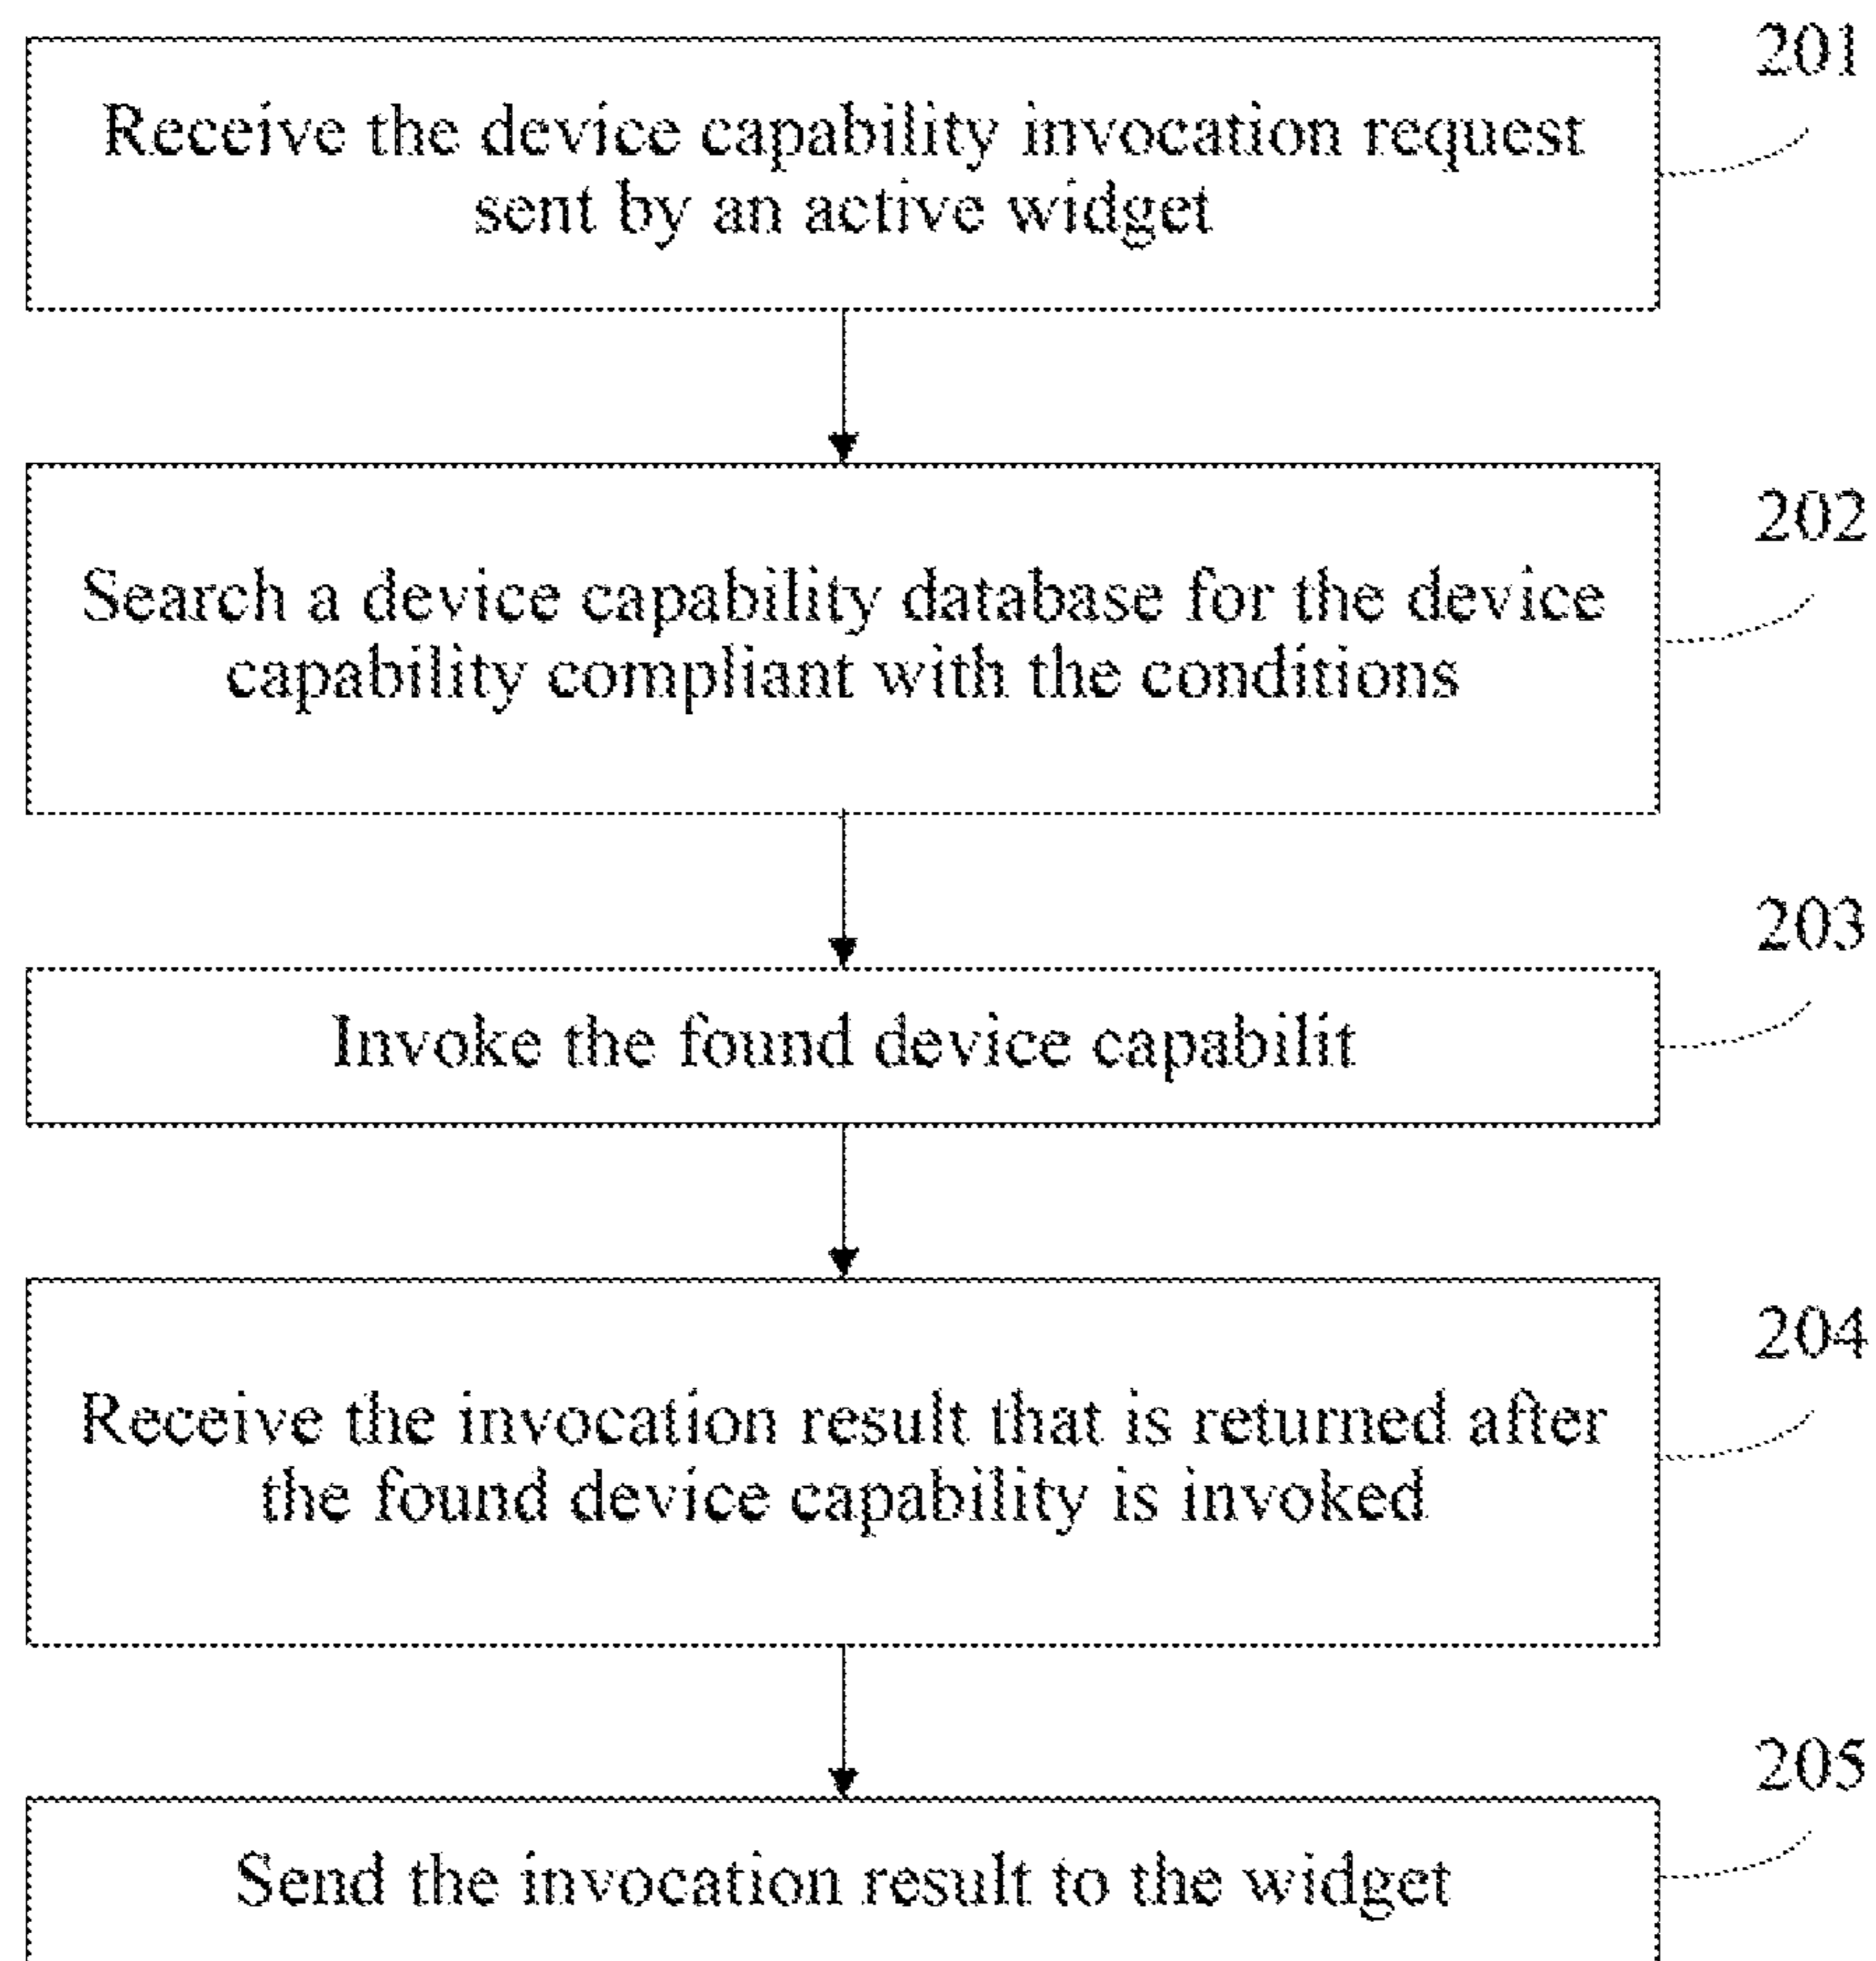 201
Receive the device capability invocation request
sent by an active widget
202
Search a device capability database for the device
capability compliant with the conditions
203
Invoke the found device capabilit
204
Receive the invocation result that is returned after
the found device capability is invoked
205
Send the invocation result to the widget